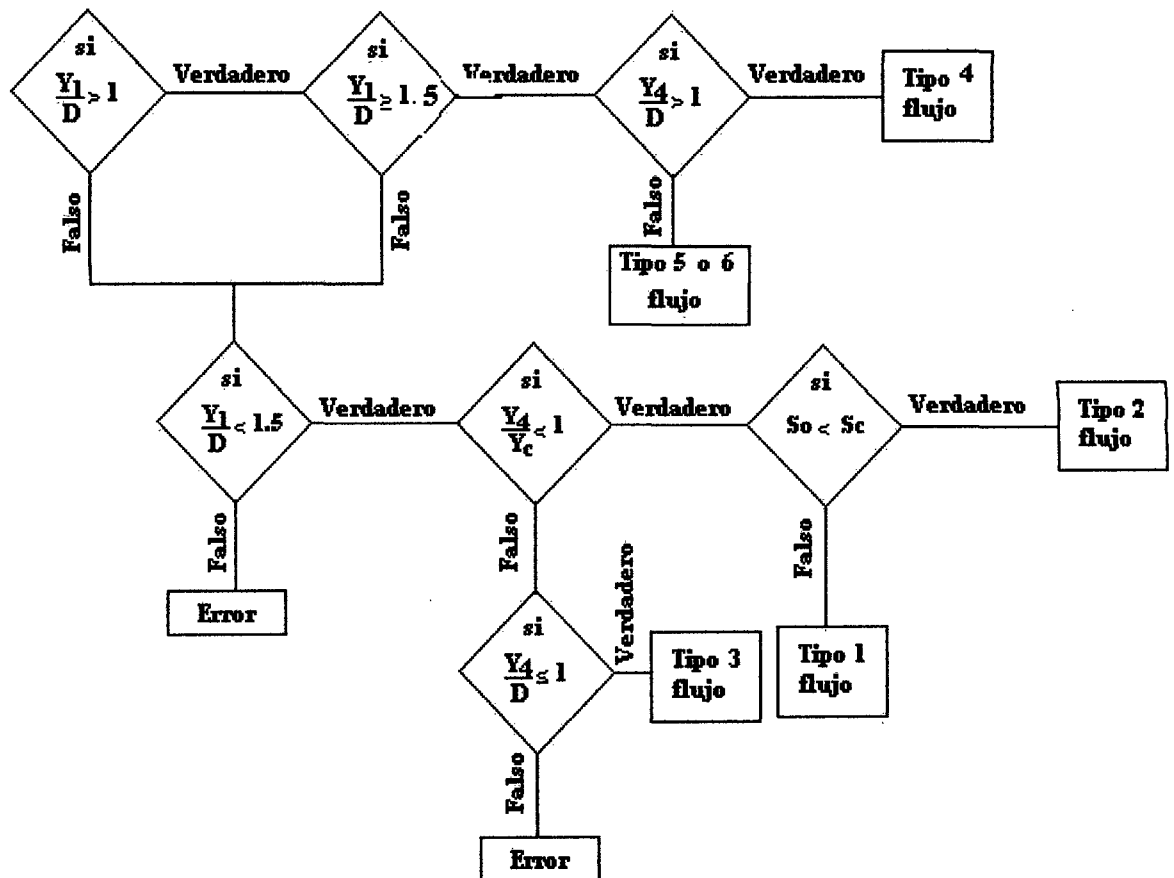 si
Y1/D > 1
Verdadero
Falso
si
Y1/D ≥ 1.5
Verdadero
Falso
si
Y4/D > 1
Verdadero
Falso
Tipo 4
flujo
Tipo 5 o 6
flujo
si
Y1/D < 1.5
Verdadero
Falso
Error
si
Y4/Yc < 1
Verdadero
Falso
si
So < Sc
Verdadero
Falso
Tipo 2
flujo
Tipo 1
flujo
si
Y4/D ≤ 1
Verdadero
Falso
Tipo 3
flujo
Error